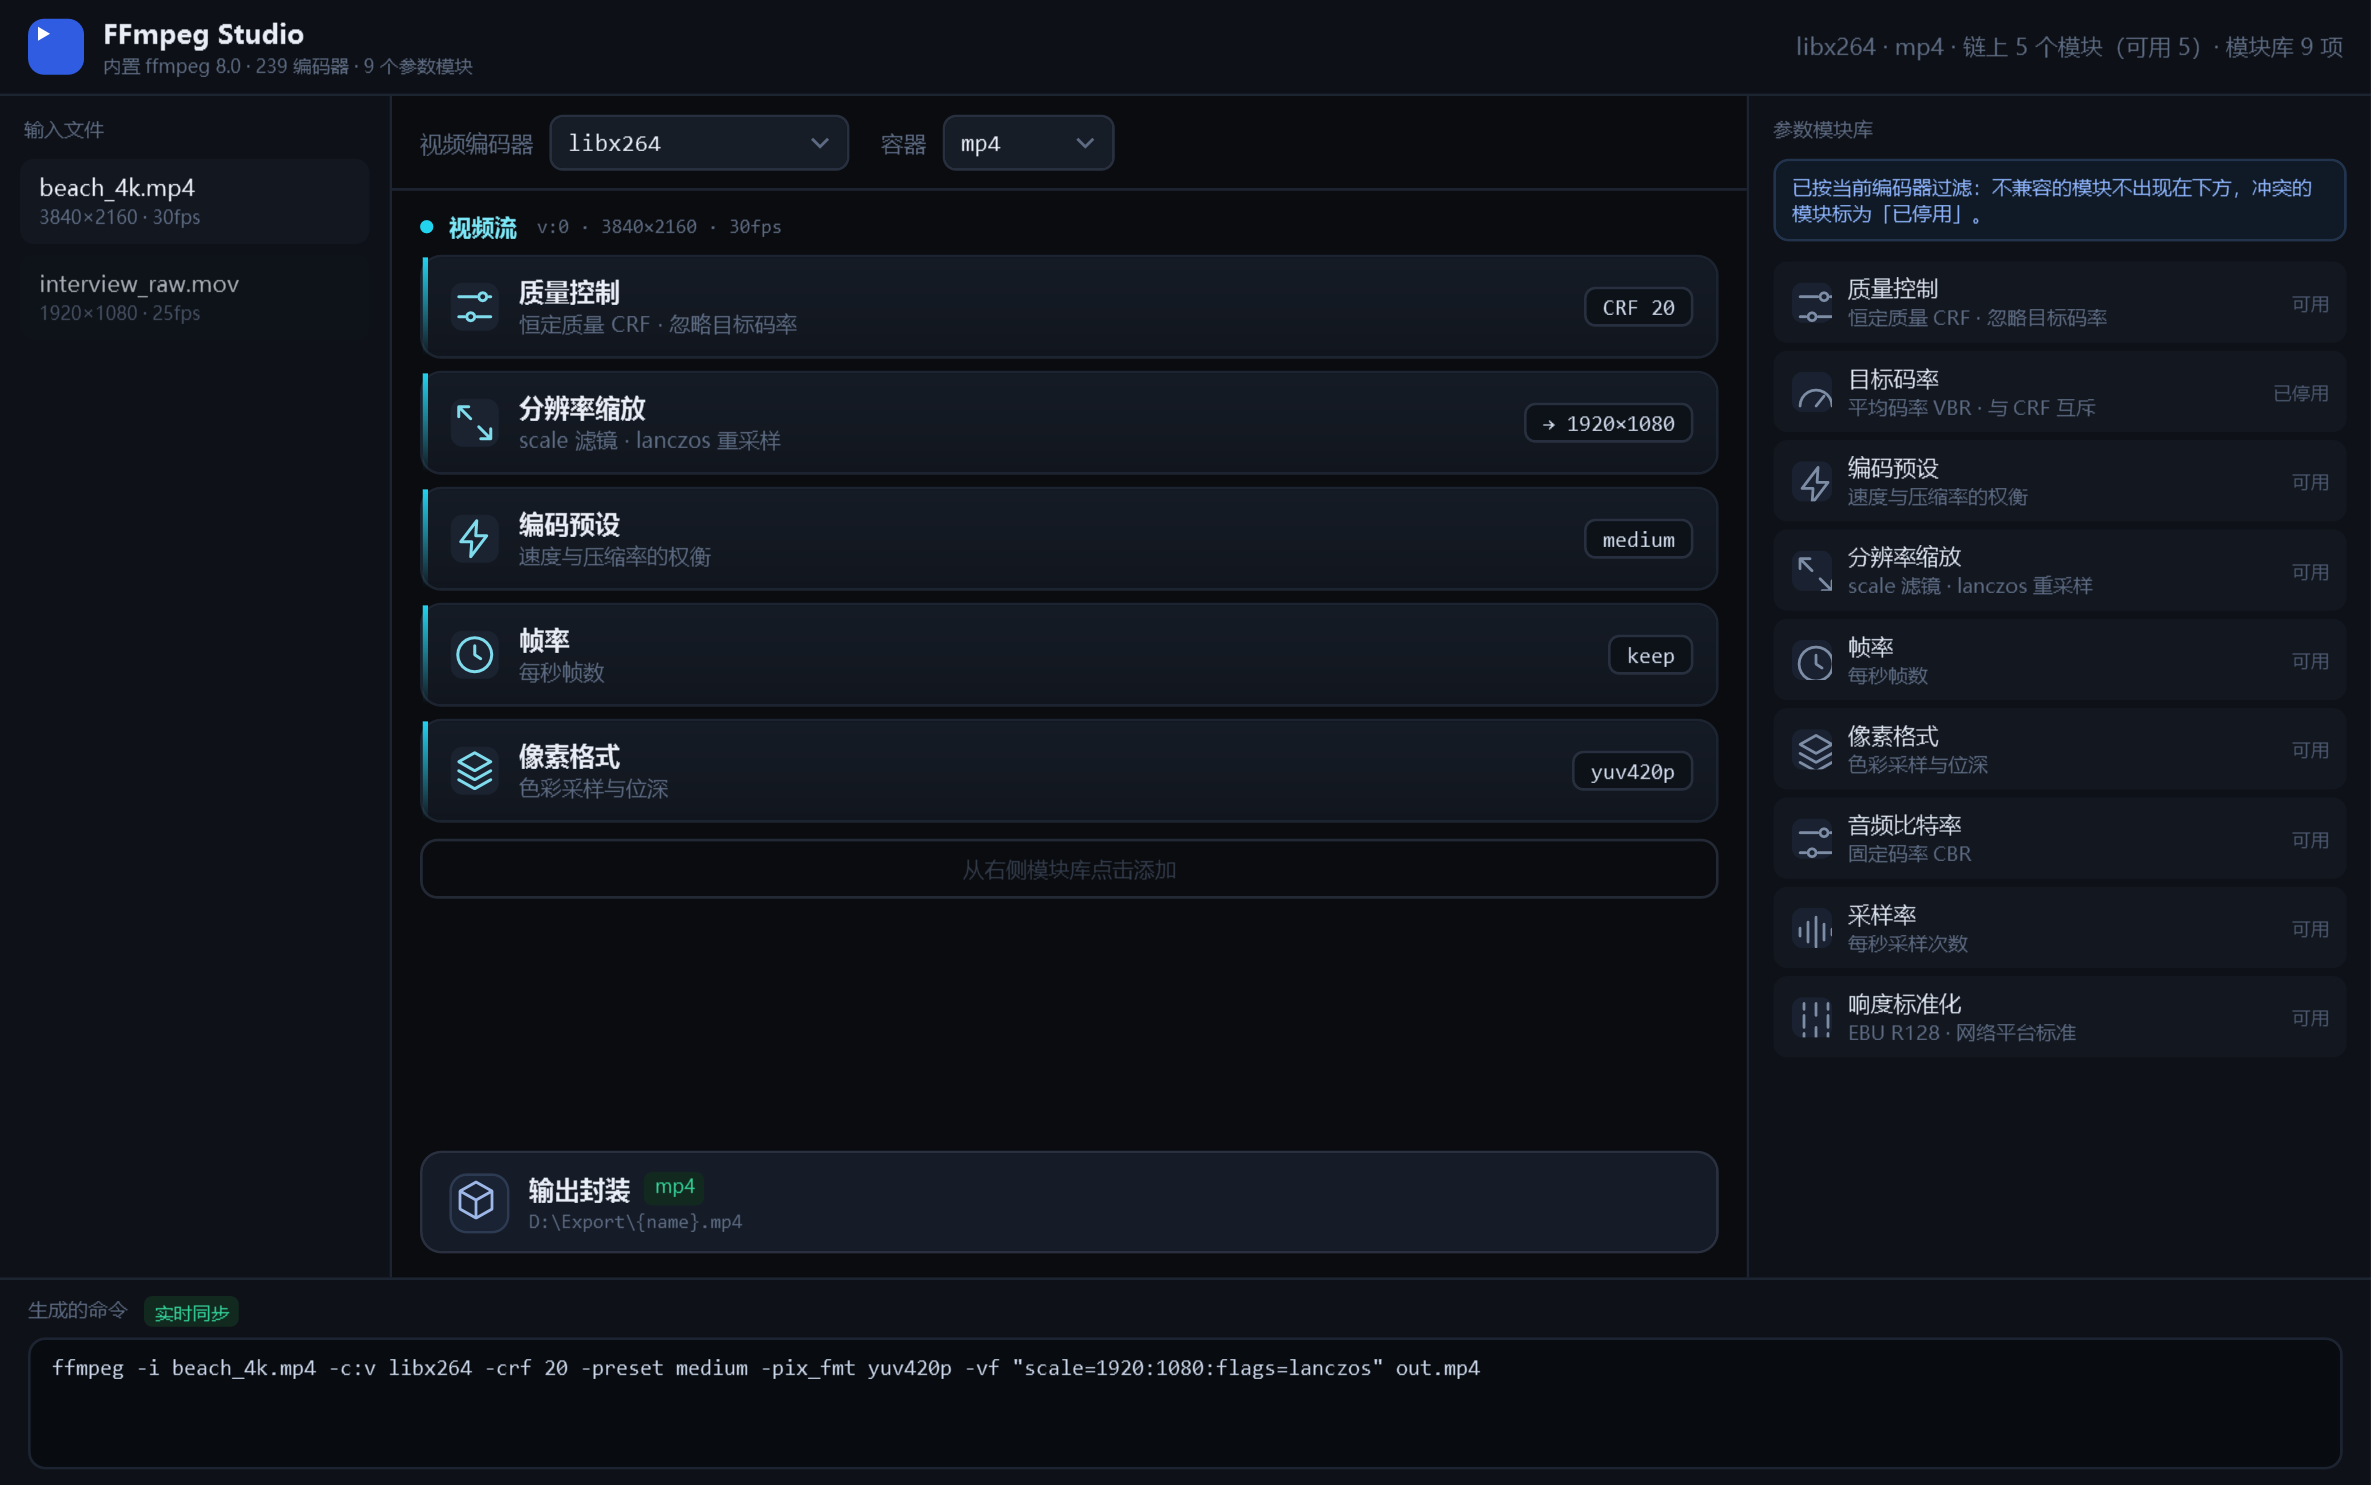 FFmpeg Studio
内置 ffmpeg 8.0 · 239 编码器 · 9 个参数模块
libx264 · mp4 · 链上 5 个模块（可用 5）· 模块库 9 项
输入文件
beach_4k.mp4
3840×2160 · 30fps
interview_raw.mov
1920×1080 · 25fps
视频编码器
libx264
容器
mp4
视频流
v:0 · 3840×2160 · 30fps
质量控制
恒定质量 CRF · 忽略目标码率
CRF 20
分辨率缩放
scale 滤镜 · lanczos 重采样
→ 1920×1080
编码预设
速度与压缩率的权衡
medium
帧率
每秒帧数
keep
像素格式
色彩采样与位深
yuv420p
从右侧模块库点击添加
输出封装
mp4
D:\Export\{name}.mp4
参数模块库
已按当前编码器过滤：不兼容的模块不出现在下方，冲突的
模块标为「已停用」。
质量控制
恒定质量 CRF · 忽略目标码率
可用
目标码率
平均码率 VBR · 与 CRF 互斥
已停用
编码预设
速度与压缩率的权衡
可用
分辨率缩放
scale 滤镜 · lanczos 重采样
可用
帧率
每秒帧数
可用
像素格式
色彩采样与位深
可用
音频比特率
固定码率 CBR
可用
采样率
每秒采样次数
可用
响度标准化
EBU R128 · 网络平台标准
可用
生成的命令
实时同步
ffmpeg -i beach_4k.mp4 -c:v libx264 -crf 20 -preset medium -pix_fmt yuv420p -vf "scale=1920:1080:flags=lanczos" out.mp4